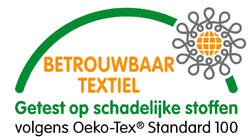 BETROUWBAAR
TEXTIEL
Getest op schadelijke stoffen
volgens Oeko-Tex® Standard 100